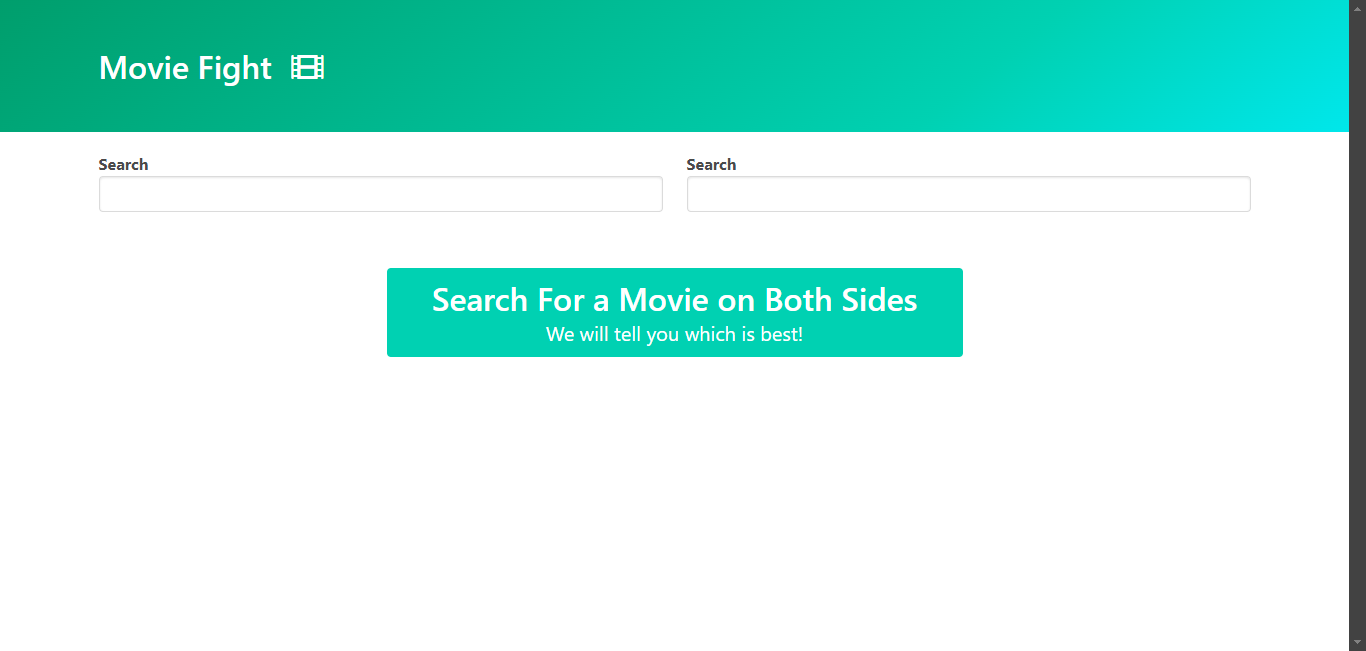 Movie Fight
Search
Search
Search For a Movie on Both Sides
We will tell you which is best!